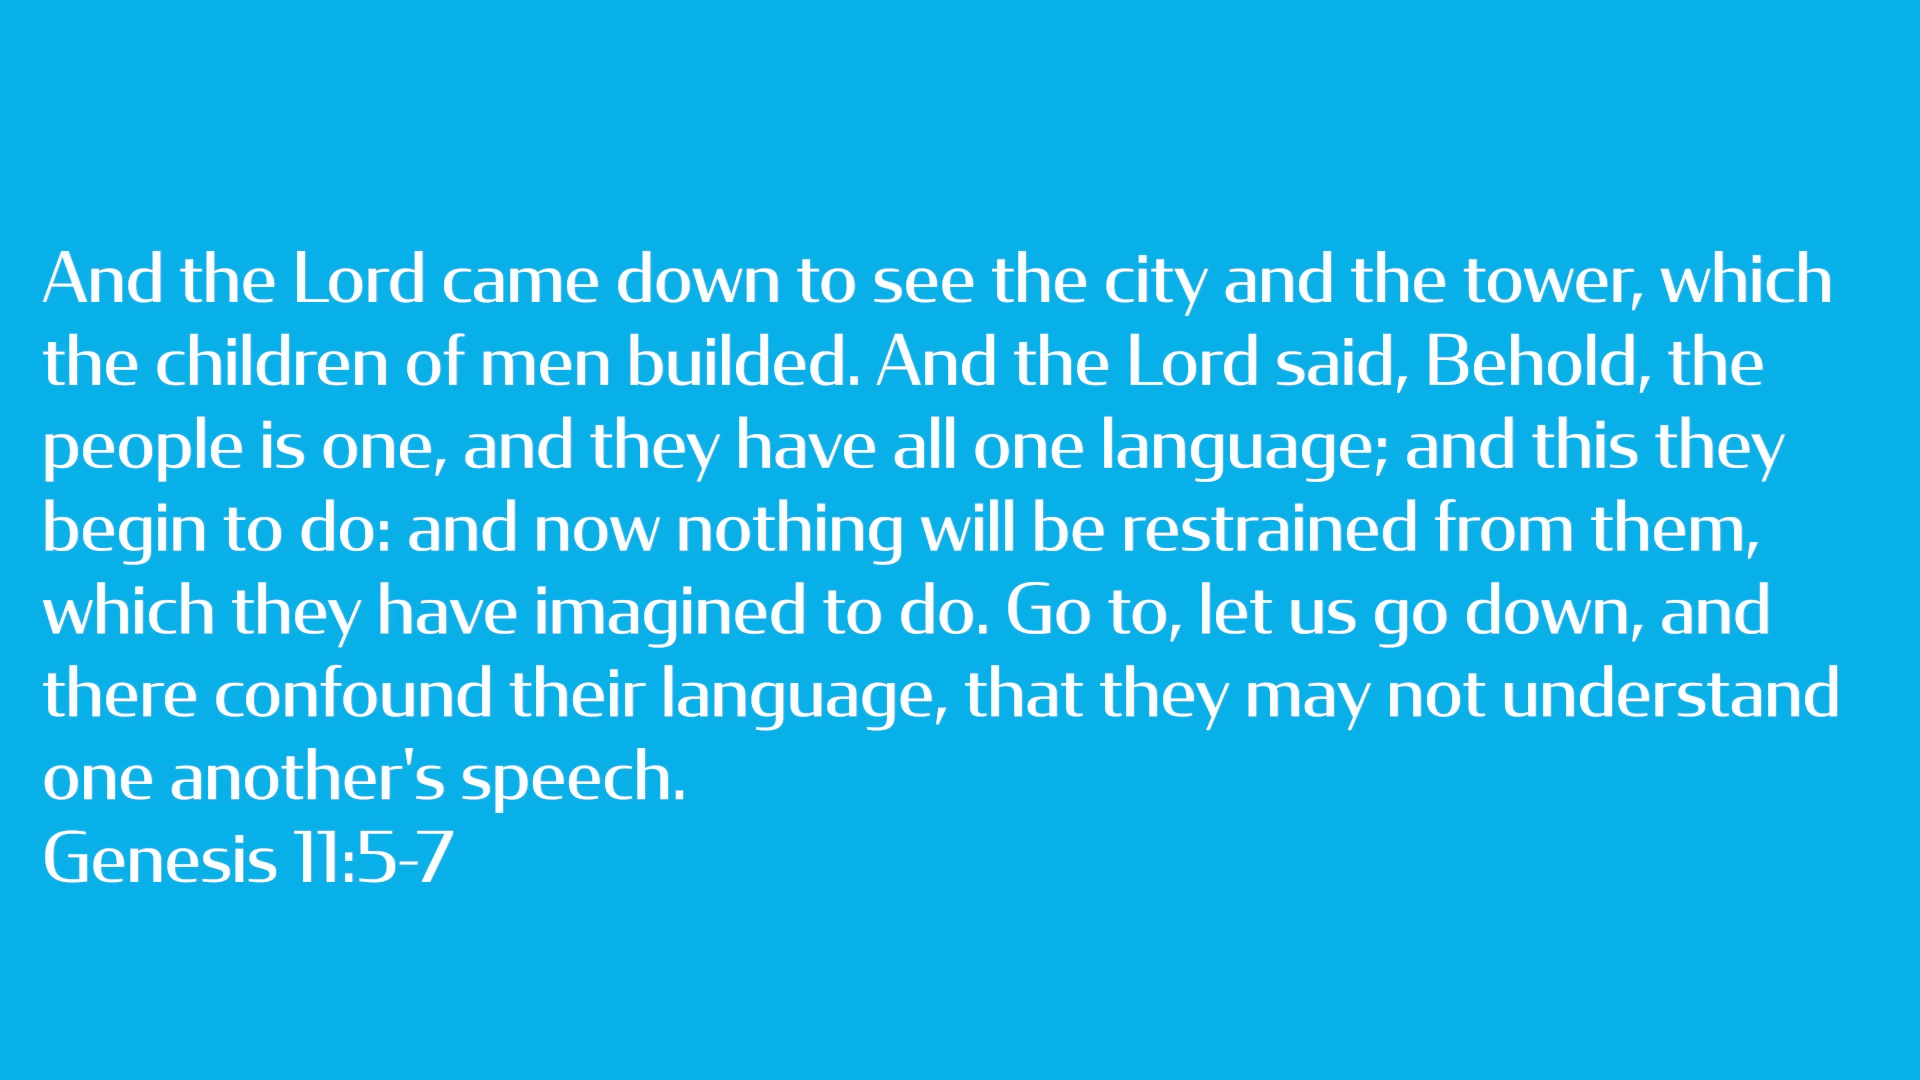 And the Lord came down to see the city and the tower, which
the children of men builded. And the Lord said, Behold, the
people is one, and they have all one language; and this they
begin to do: and now nothing will be restrained from them,
which they have imagined to do. Go to, let us go down, and
there confound their language, that they may not understand
one another's speech.
Genesis 11:5-7